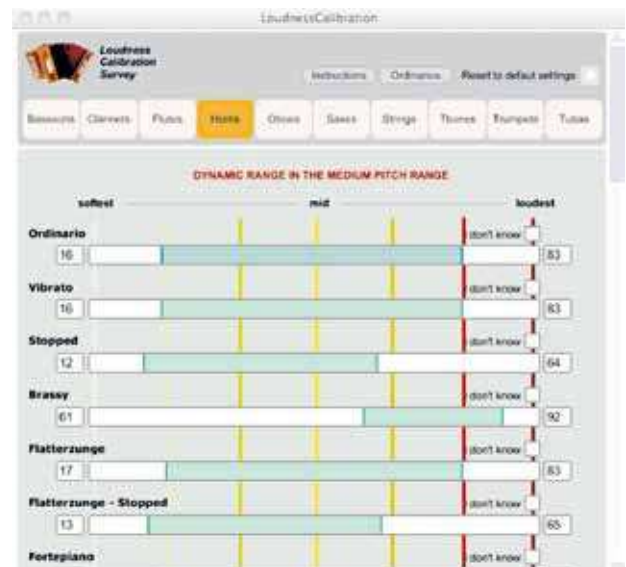 LoudnessCalibration
Loudness
Calibration
Survey
Instructions Ordinarios Reset to default settings
Bassoons Clarinets Flutes Horns Oboes Saxes Strings Trumpets Tubas
DYNAMIC RANGE IN THE MEDIUM PITCH RANGE
softest mid loudest
Ordinario
don't know
16 83
Vibrato
don't know
16 83
Stopped
don't know
12 64
Brassy
don't know
61 92
Flatterzunge
don't know
17 83
Flatterzunge - Stopped
don't know
13 65
Fortepiano
don't know